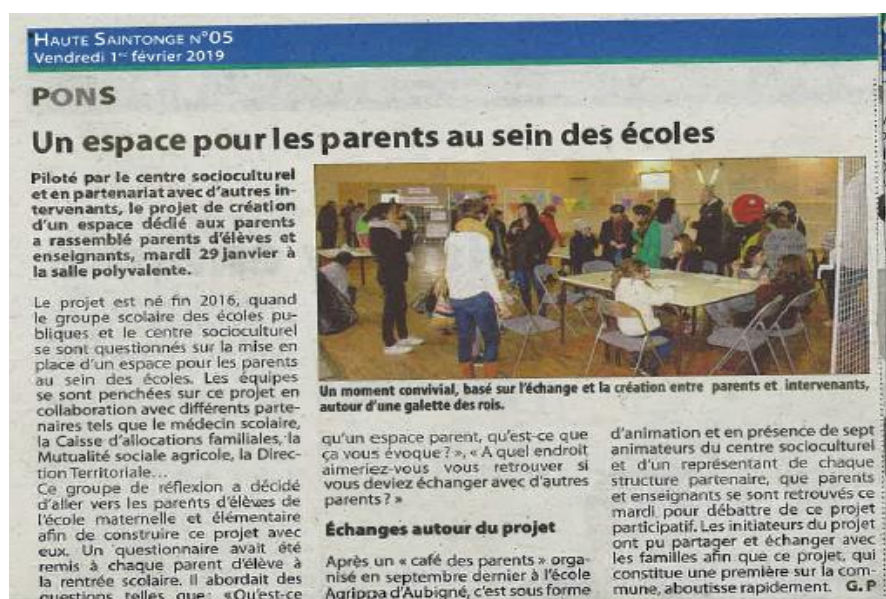 HAUTE SAINTONGE N°05
Vendredi 1er février 2019
PONS
Un espace pour les parents au sein des écoles
Piloté par le centre socioculturel
et en partenariat avec d'autres in-
tervenants, le projet de création
d'un espace dédié aux parents
a rassemblé parents d'élèves et
enseignants, mardi 29 janvier à
la salle polyvalente.
Le projet est né fin 2016, quand
le groupe scolaire des écoles pu-
bliques et le centre socioculturel
se sont questionnés sur la mise en
place d'un espace pour les parents
au sein des écoles. Les équipes
se sont penchées sur ce projet en
collaboration avec différents parte-
naires tels que le médecin scolaire,
la Caisse d'allocations familiales, la
Mutualité sociale agricole, la Direc-
tion Territoriale...
Ce groupe de réflexion a décidé
d'aller vers les parents d'élèves de
l'école maternelle et élémentaire
afin de construire ce projet avec
eux. Un questionnaire avait été
remis à chaque parent d'élève à
la rentrée scolaire. Il abordait des
questions telles que: «Qu'est-ce
Un moment convivial, basé sur l'échange et la création entre parents et intervenants,
autour d'une galette des rois.
qu'un espace parent, qu'est-ce que
ça vous évoque ? », « A quel endroit
aimeriez-vous vous retrouver si
vous deviez échanger avec d'autres
parents ? »
Échanges autour du projet
Après un « café des parents » orga-
nisé en septembre dernier à l'école
Agrippa d'Aubigné, c'est sous forme
d'animation et en présence de sept
animateurs du centre socioculturel
et d'un représentant de chaque
structure partenaire, que parents
et enseignants se sont retrouvés ce
mardi pour débattre de ce projet
participatif. Les initiateurs du projet
ont pu partager et échanger avec
les familles afin que ce projet, qui
constitue une première sur la com-
mune, aboutisse rapidement. G. P